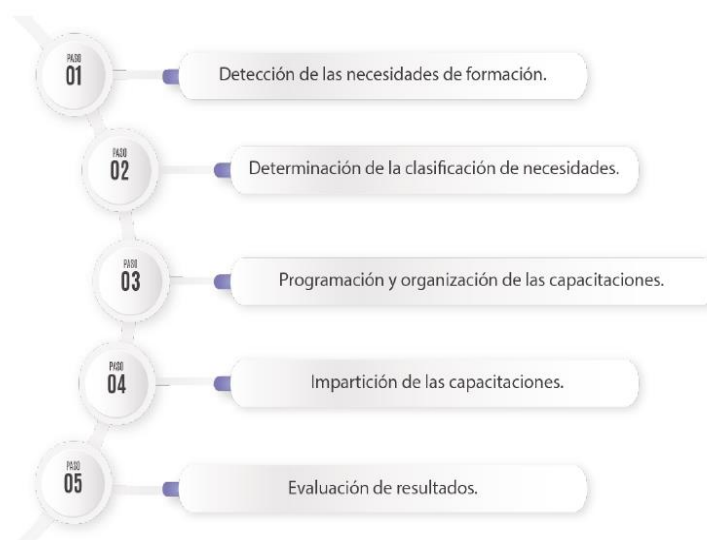 PASO
01
Detección de las necesidades de formación.
PASO
02
Determinación de la clasificación de necesidades.
PASO
03
Programación y organización de las capacitaciones.
PASO
04
Impartición de las capacitaciones.
PASO
05
Evaluación de resultados.